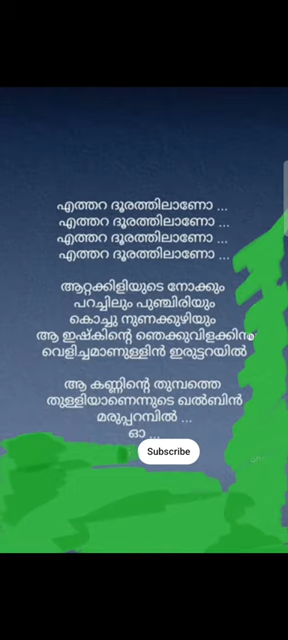 എത്തറ ദൂരത്തിലാണോ ...
എത്തറ ദൂരത്തിലാണോ ...
എത്തറ ദൂരത്തിലാണോ ...
എത്തറ ദൂരത്തിലാണോ ...
ആറ്റക്കിളിയുടെ നോക്കും
പറച്ചിലും പുഞ്ചിരിയും
കൊച്ചു നുണക്കുഴിയും
ആ ഇഷ്കിന്റെ ഞെക്കുവിളക്കിന്റെ
വെളിച്ചമാണുള്ളിൻ ഇരുട്ടറയിൽ
ആ കണ്ണിന്റെ തുമ്പത്തെ
തുള്ളിയാണെന്നുടെ ഖൽബിൻ
മരുപ്പറമ്പിൽ ...
ഓ ...
Subscribe